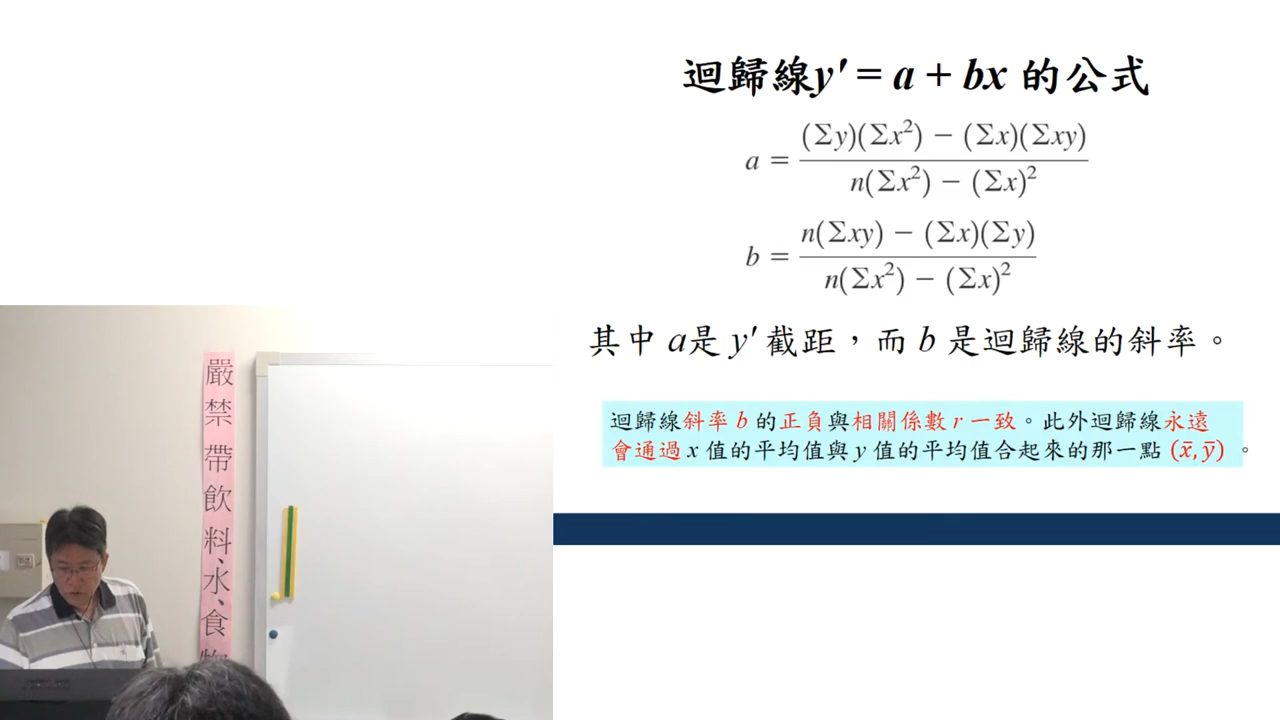 迴歸線y′ = a + bx 的公式
a = (Σy)(Σx²) − (Σx)(Σxy) / n(Σx²) − (Σx)²
b = n(Σxy) − (Σx)(Σy) / n(Σx²) − (Σx)²
其中 a是 y′ 截距，而 b 是迴歸線的斜率。
迴歸線斜率 b 的正負與相關係數 r 一致。此外迴歸線永遠
會通過 x 值的平均值與 y 值的平均值合起來的那一點 (x̄, ȳ) 。
嚴禁帶飲料、水、食